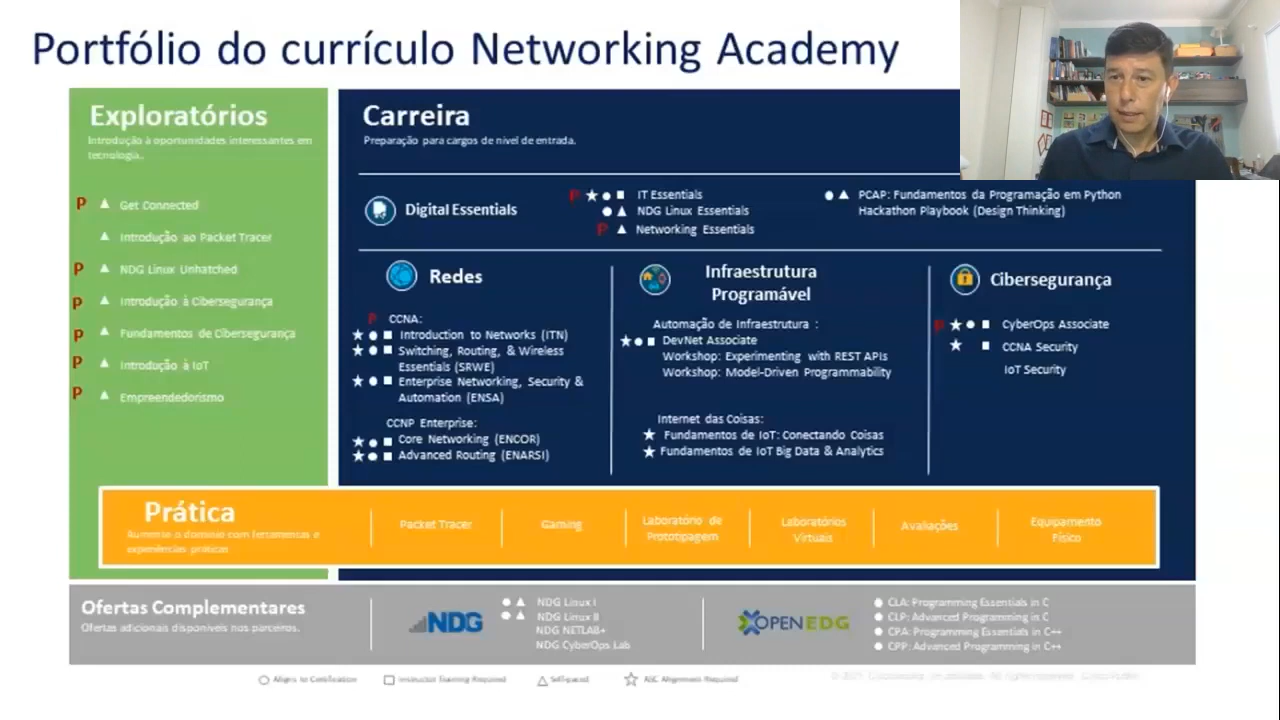 Portfólio do currículo Networking Academy
Exploratórios
Introdução à oportunidades interessantes em
tecnologia..
P Get Connected
Introdução ao Packet Tracer
P NDG Linux Unhatched
P Introdução à Cibersegurança
P Fundamentos de Cibersegurança
P Introdução à IoT
P Empreendedorismo
Carreira
Preparação para cargos de nível de entrada.
Digital Essentials
P IT Essentials
NDG Linux Essentials
P Networking Essentials
PCAP: Fundamentos da Programação em Python
Hackathon Playbook (Design Thinking)
Redes
P CCNA:
Introduction to Networks (ITN)
Switching, Routing, & Wireless
Essentials (SRWE)
Enterprise Networking, Security &
Automation (ENSA)
CCNP Enterprise:
Core Networking (ENCOR)
Advanced Routing (ENARSI)
Infraestrutura
Programável
Automação de Infraestrutura :
DevNet Associate
Workshop: Experimenting with REST APIs
Workshop: Model-Driven Programmability
Internet das Coisas:
Fundamentos de IoT: Conectando Coisas
Fundamentos de IoT Big Data & Analytics
Cibersegurança
P CyberOps Associate
CCNA Security
IoT Security
Prática
Aumento o domínio com ferramentas e
experiências práticas
Packet Tracer
Gaming
Laboratório de
Prototipagem
Laboratórios
Virtuais
Avaliações
Equipamento
Físico
Ofertas Complementares
Ofertas adicionais disponíveis nos parceiros.
NDG
NDG Linux I
NDG Linux II
NDG NETLAB+
NDG CyberOps Lab
OPENEDG
CLA: Programming Essentials in C
CLP: Advanced Programming in C
CPA: Programming Essentials in C++
CPP: Advanced Programming in C++
Aligns to Certification
Instructor Training Required
Self-paced
ASC Alignment Required